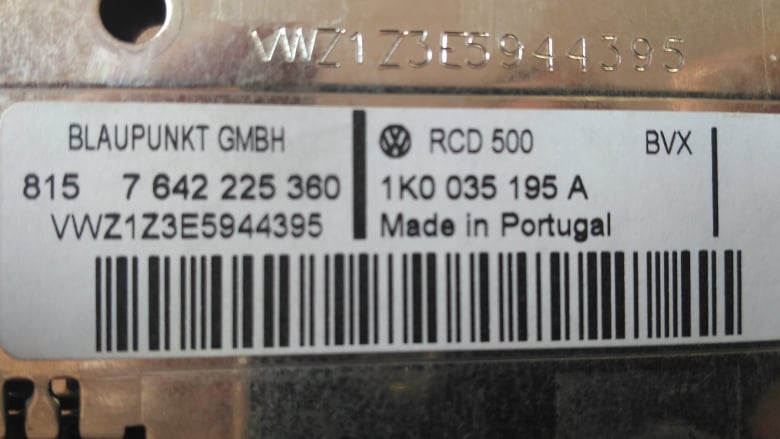 VWZ1Z3E5944395
BLAUPUNKT GMBH
815 7 642 225 360
VWZ1Z3E5944395
RCD 500 BVX
1K0 035 195 A
Made in Portugal